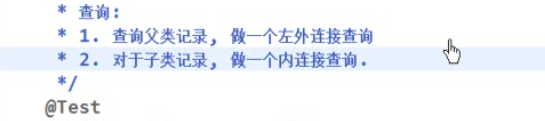 * 查询:
* 1. 查询父类记录, 做一个左外连接查询
* 2. 对于子类记录, 做一个内连接查询.
*/
@Test